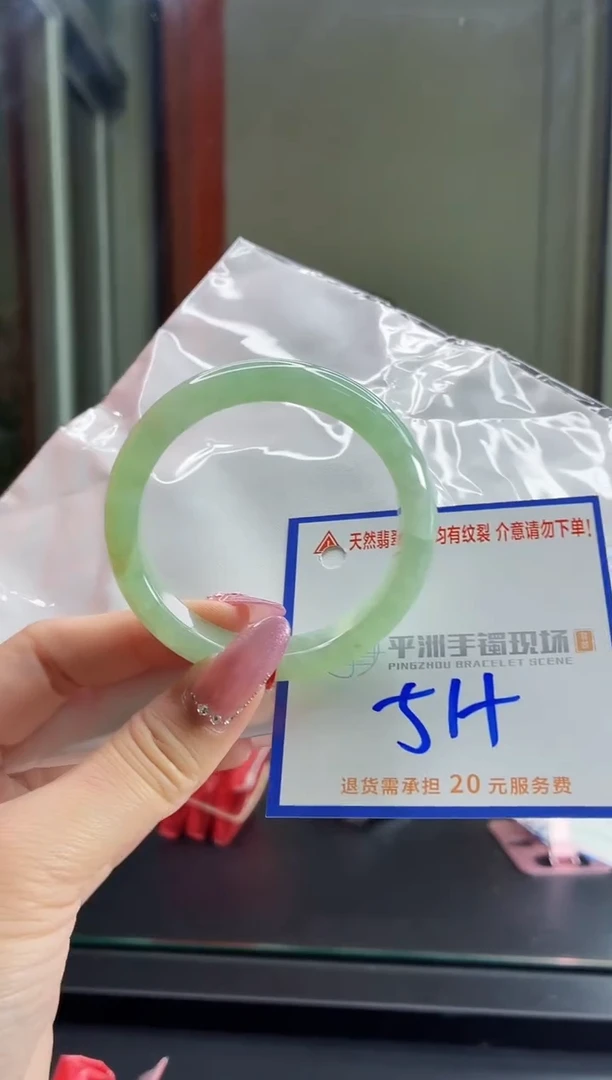 天然翡 均有纹裂 介意请勿下单!
平洲手镯现场
PINGZHOU BRACELET SCENE
5H
退货需承担 20 元服务费